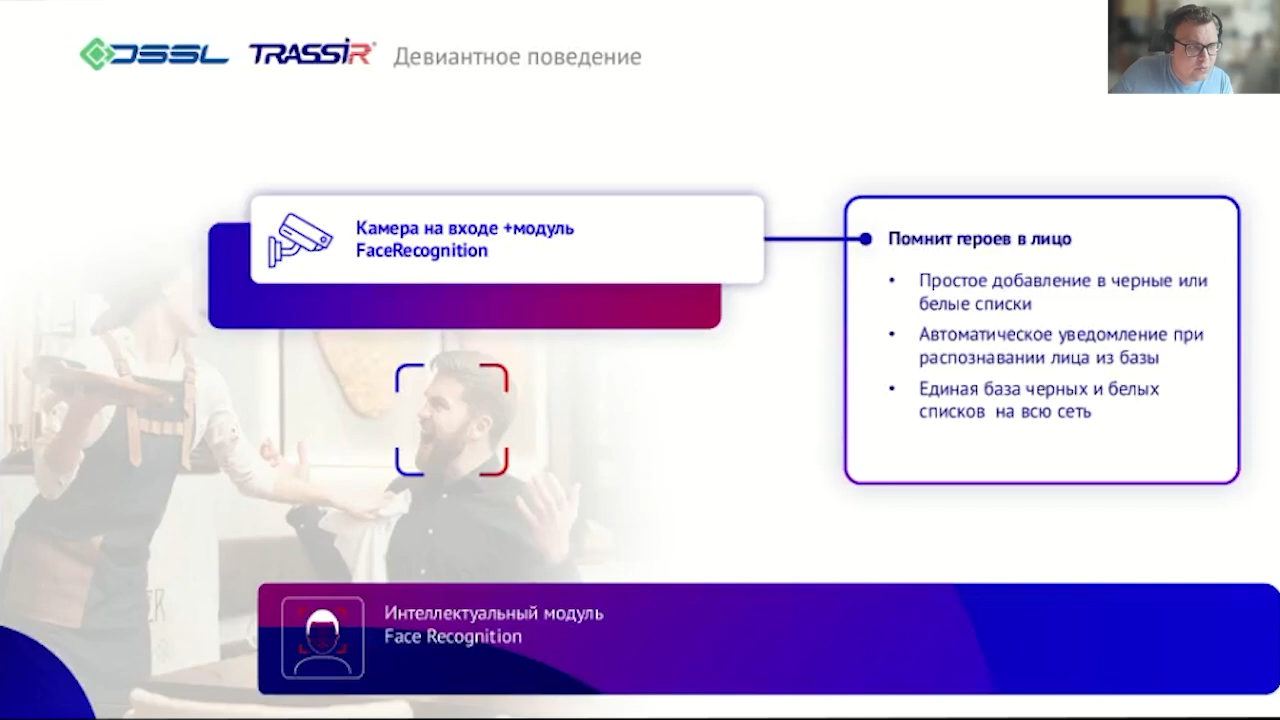 DSSL TRASSIR Девиантное поведение
Камера на входе +модуль
FaceRecognition
Помнит героев в лицо
• Простое добавление в черные или
белые списки
• Автоматическое уведомление при
распознавании лица из базы
• Единая база черных и белых
списков на всю сеть
Интеллектуальный модуль
Face Recognition